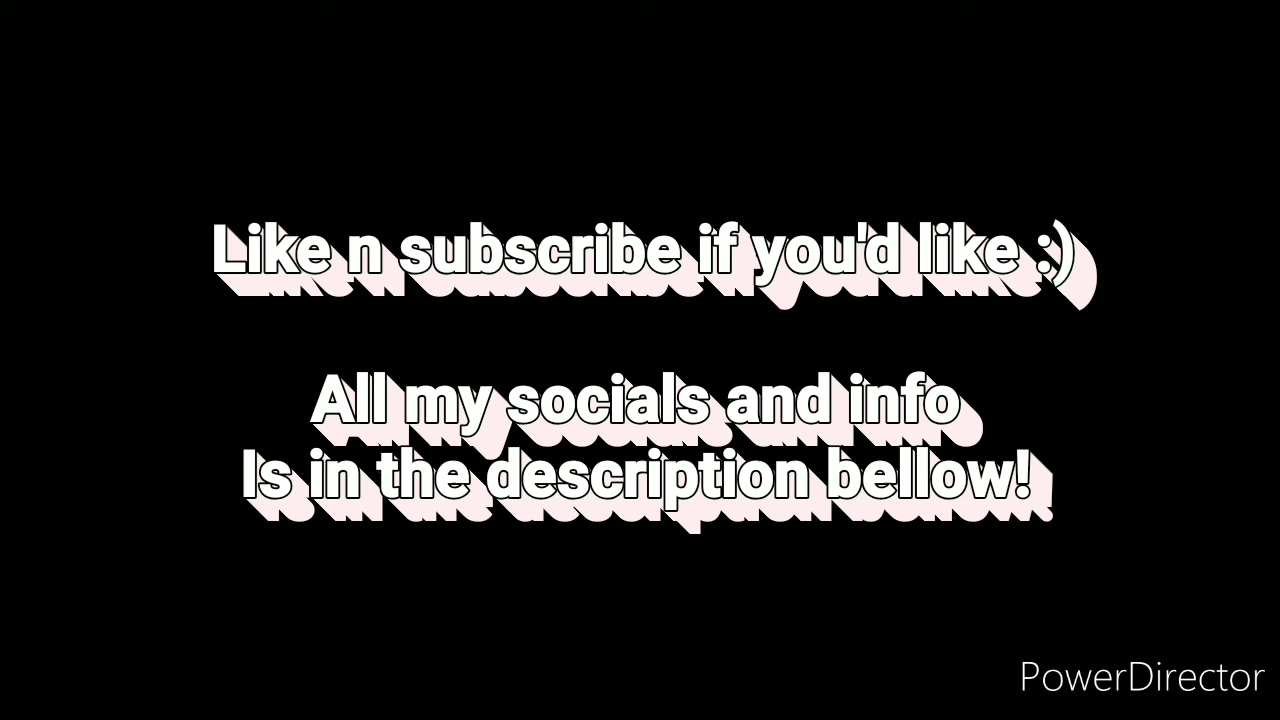 Like n subscribe if you'd like :)
All my socials and info
Is in the description bellow!
PowerDirector